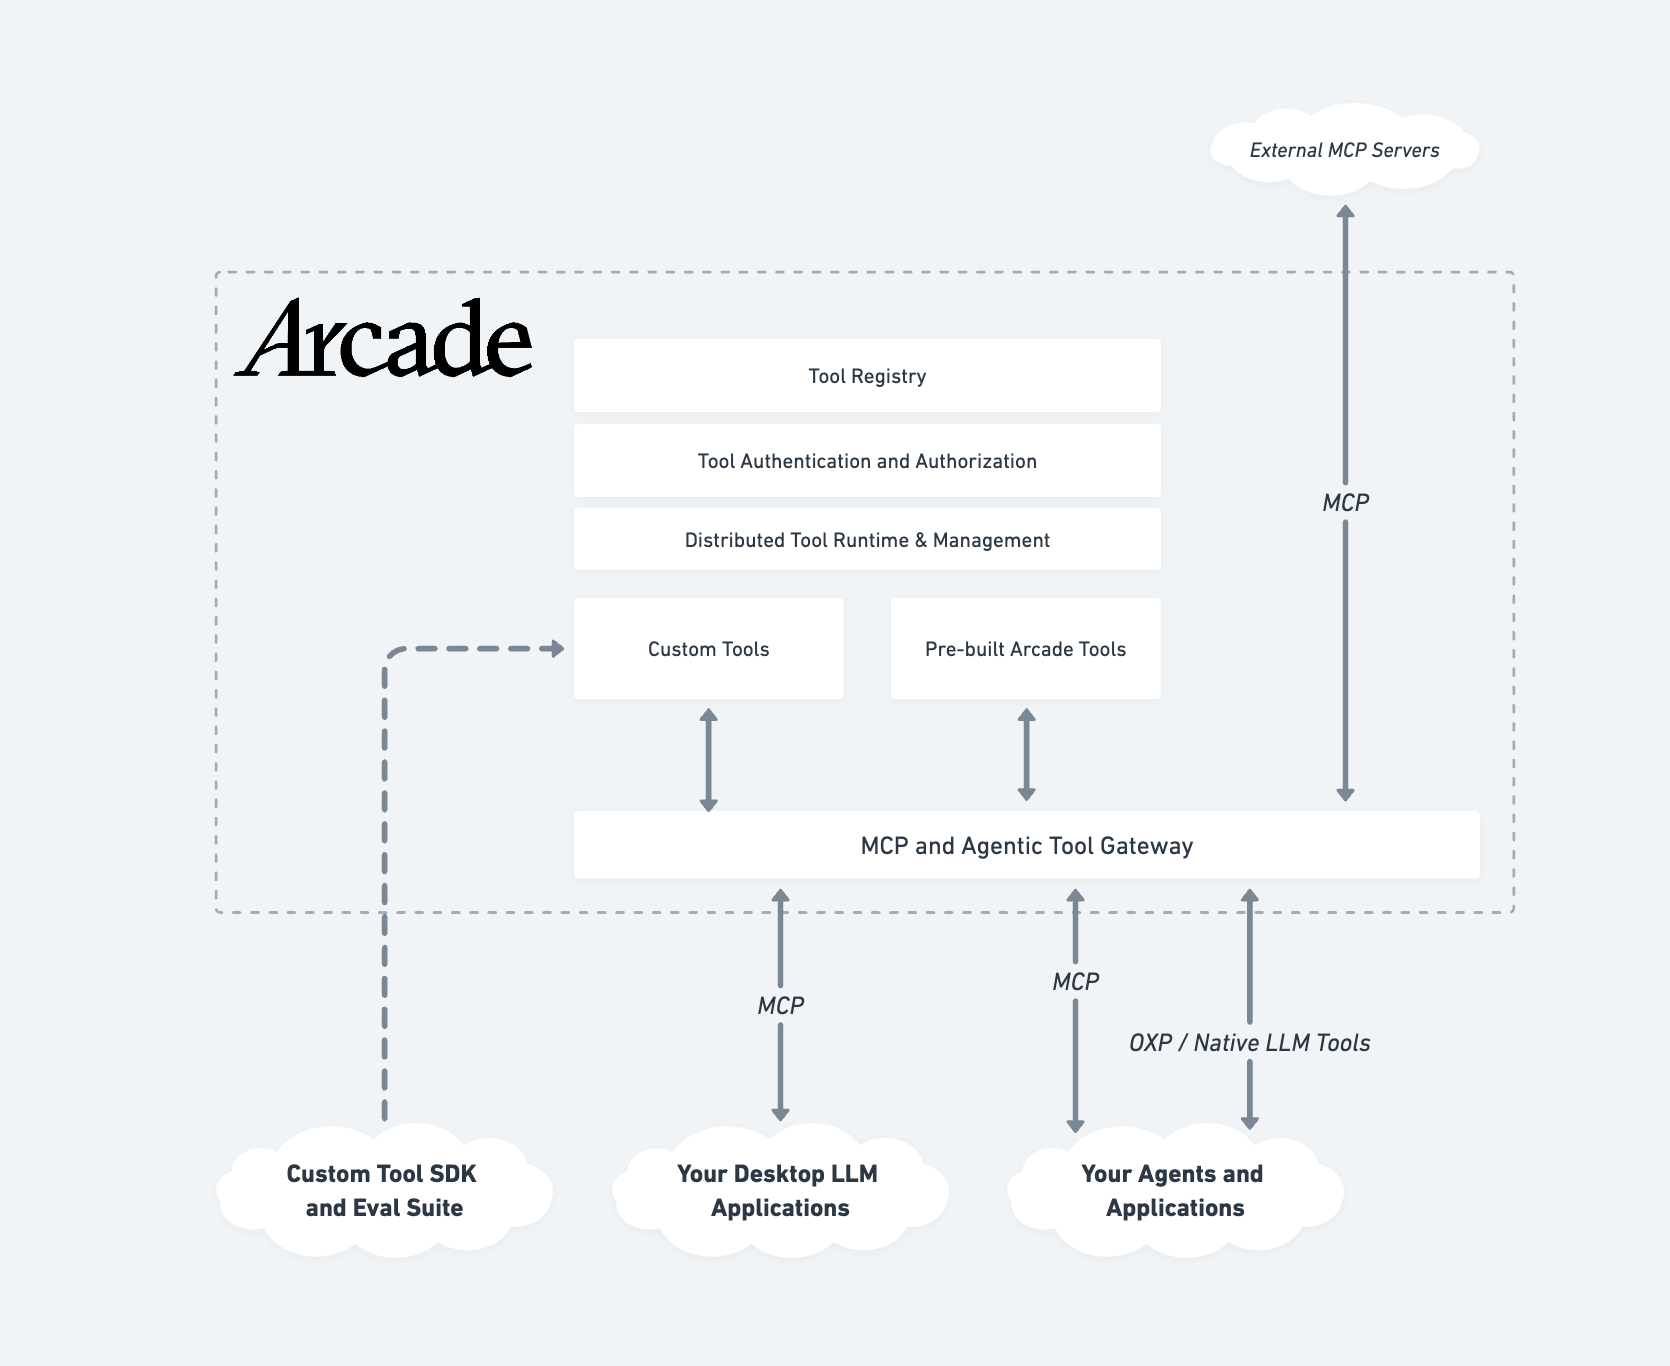 External MCP Servers
Arcade
Tool Registry
Tool Authentication and Authorization
MCP
Distributed Tool Runtime & Management
Custom Tools
Pre-built Arcade Tools
MCP and Agentic Tool Gateway
MCP
MCP
OXP / Native LLM Tools
Custom Tool SDK
and Eval Suite
Your Desktop LLM
Applications
Your Agents and
Applications